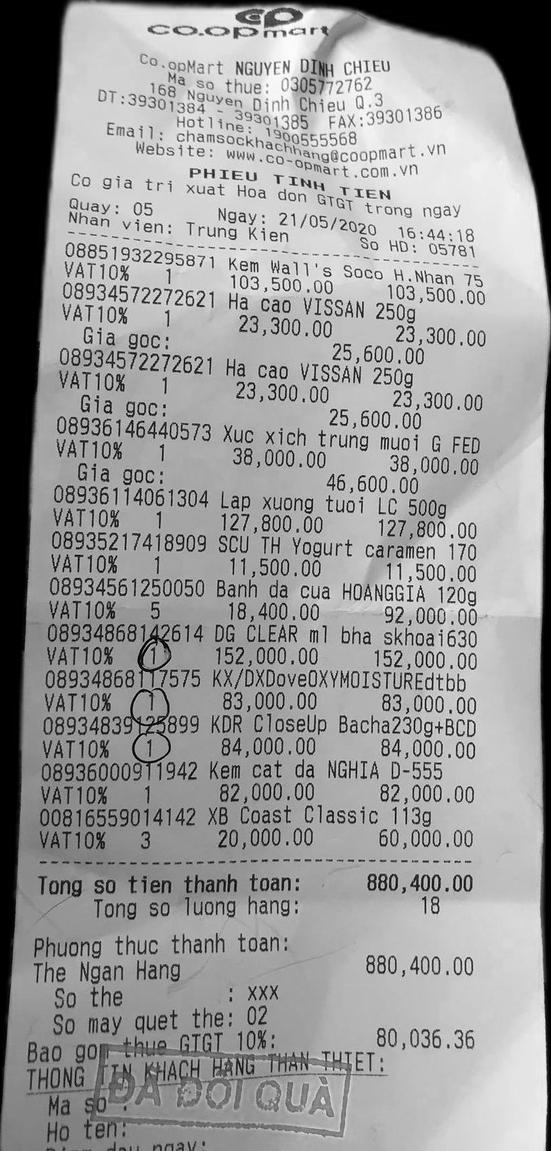 co.opmart
Co.opMart NGUYEN DINH CHIEU
Ma so thue: 0305772762
168 Nguyen Dinh Chieu Q.3
DT:39301384 - 39301385 FAX:39301386
Hotline: 1900555568
Email: chamsockhachhang@coopmart.vn
Website: www.co-opmart.com.vn
PHIEU TINH TIEN
Co gia tri xuat Hoa don GTGT trong ngay
Quay: 05 Ngay: 21/05/2020 16:44:18
Nhan vien: Trung Kien So HD: 05781
08851932295871 Kem Wall's Soco H.Nhan 75
VAT10% 1 103,500.00 103,500.00
08934572272621 Ha cao VISSAN 250g
VAT10% 1 23,300.00 23,300.00
Gia goc: 25,600.00
08934572272621 Ha cao VISSAN 250g
VAT10% 1 23,300.00 23,300.00
Gia goc: 25,600.00
08936146440573 Xuc xich trung muoi G FED
VAT10% 1 38,000.00 38,000.00
Gia goc: 46,600.00
08936114061304 Lap xuong tuoi LC 500g
VAT10% 1 127,800.00 127,800.00
08935217418909 SCU TH Yogurt caramen 170
VAT10% 1 11,500.00 11,500.00
08934561250050 Banh da cua HOANGGIA 120g
VAT10% 5 18,400.00 92,000.00
08934868142614 DG CLEAR ml bha skhoai630
VAT10% 1 152,000.00 152,000.00
08934868117575 KX/DXDoveOXYMOISTUREdtbb
VAT10% 1 83,000.00 83,000.00
08934839125899 KDR CloseUp Bacha230g+BCD
VAT10% 1 84,000.00 84,000.00
08936000911942 Kem cat da NGHIA D-555
VAT10% 1 82,000.00 82,000.00
00816559014142 XB Coast Classic 113g
VAT10% 3 20,000.00 60,000.00
Tong so tien thanh toan: 880,400.00
Tong so luong hang: 18
Phuong thuc thanh toan:
The Ngan Hang 880,400.00
So the : xxx
So may quet the: 02
Bao gom thue GTGT 10%: 80,036.36
THONG TIN KHACH HANG THAN THIET:
ĐÃ ĐỔI QUÀ
Ma so :
Ho ten: